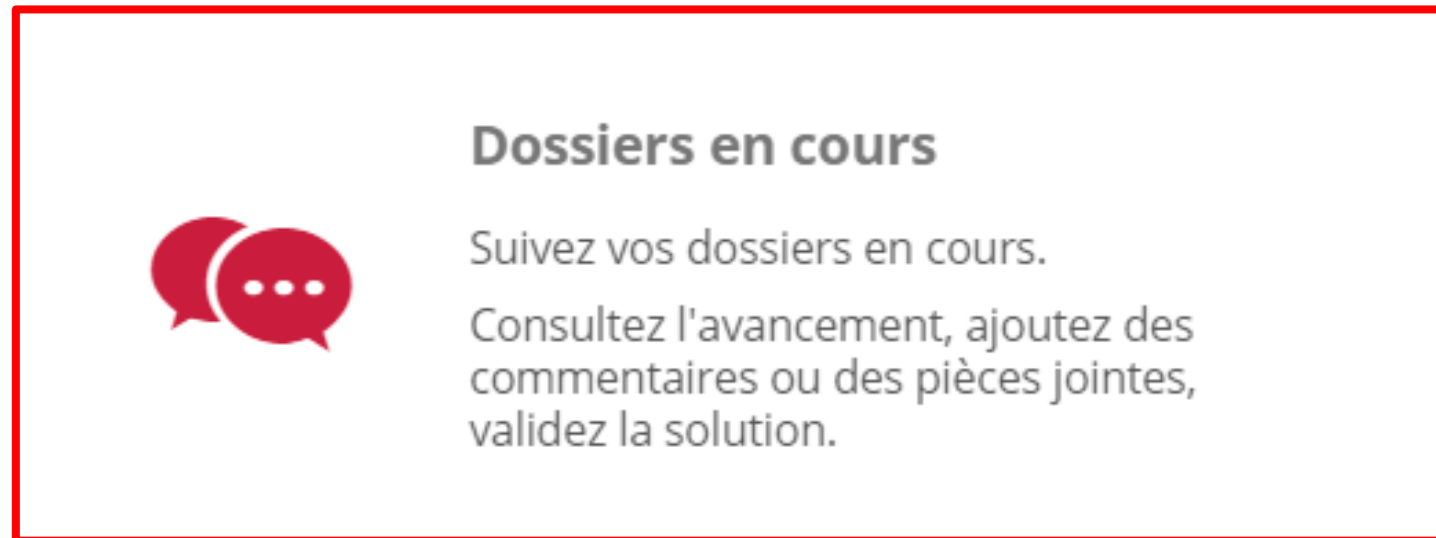 Dossiers en cours
Suivez vos dossiers en cours.
Consultez l'avancement, ajoutez des
commentaires ou des pièces jointes,
validez la solution.